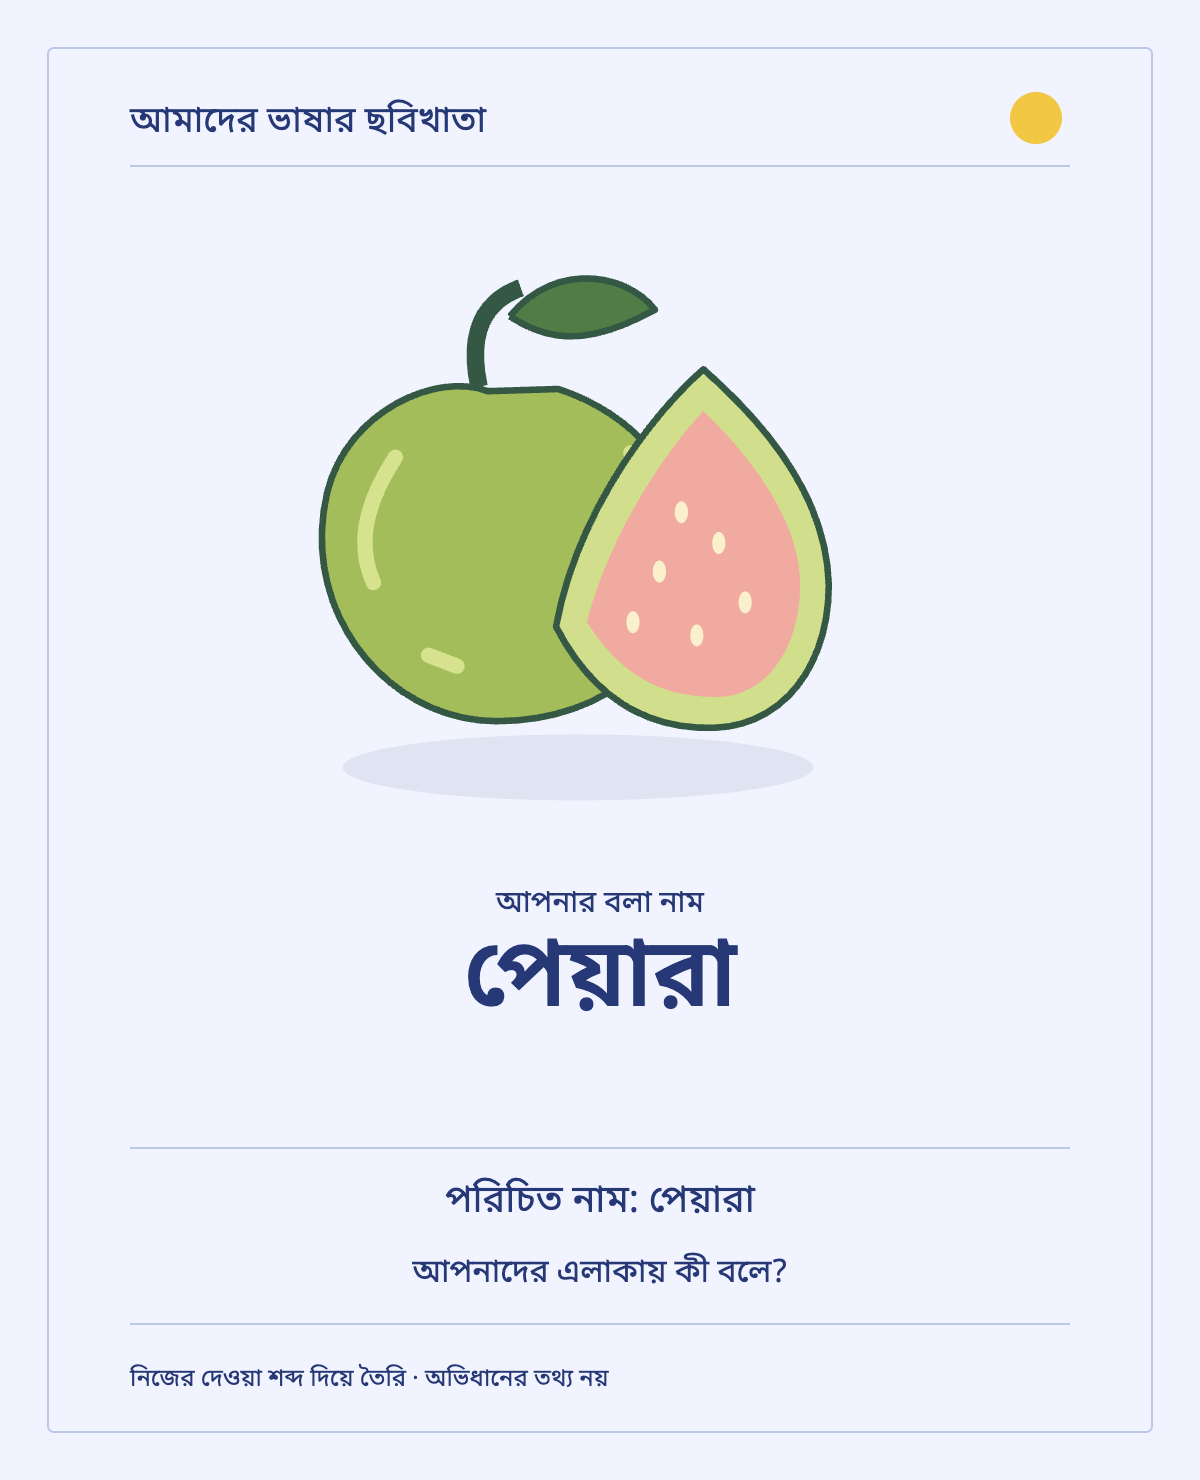 আমাদের ভাষার ছবিখাতা
আপনার বলা নাম
পেয়ারা
পরিচিত নাম: পেয়ারা
আপনাদের এলাকায় কী বলে?
নিজের দেওয়া শব্দ দিয়ে তৈরি · অভিধানের তথ্য নয়